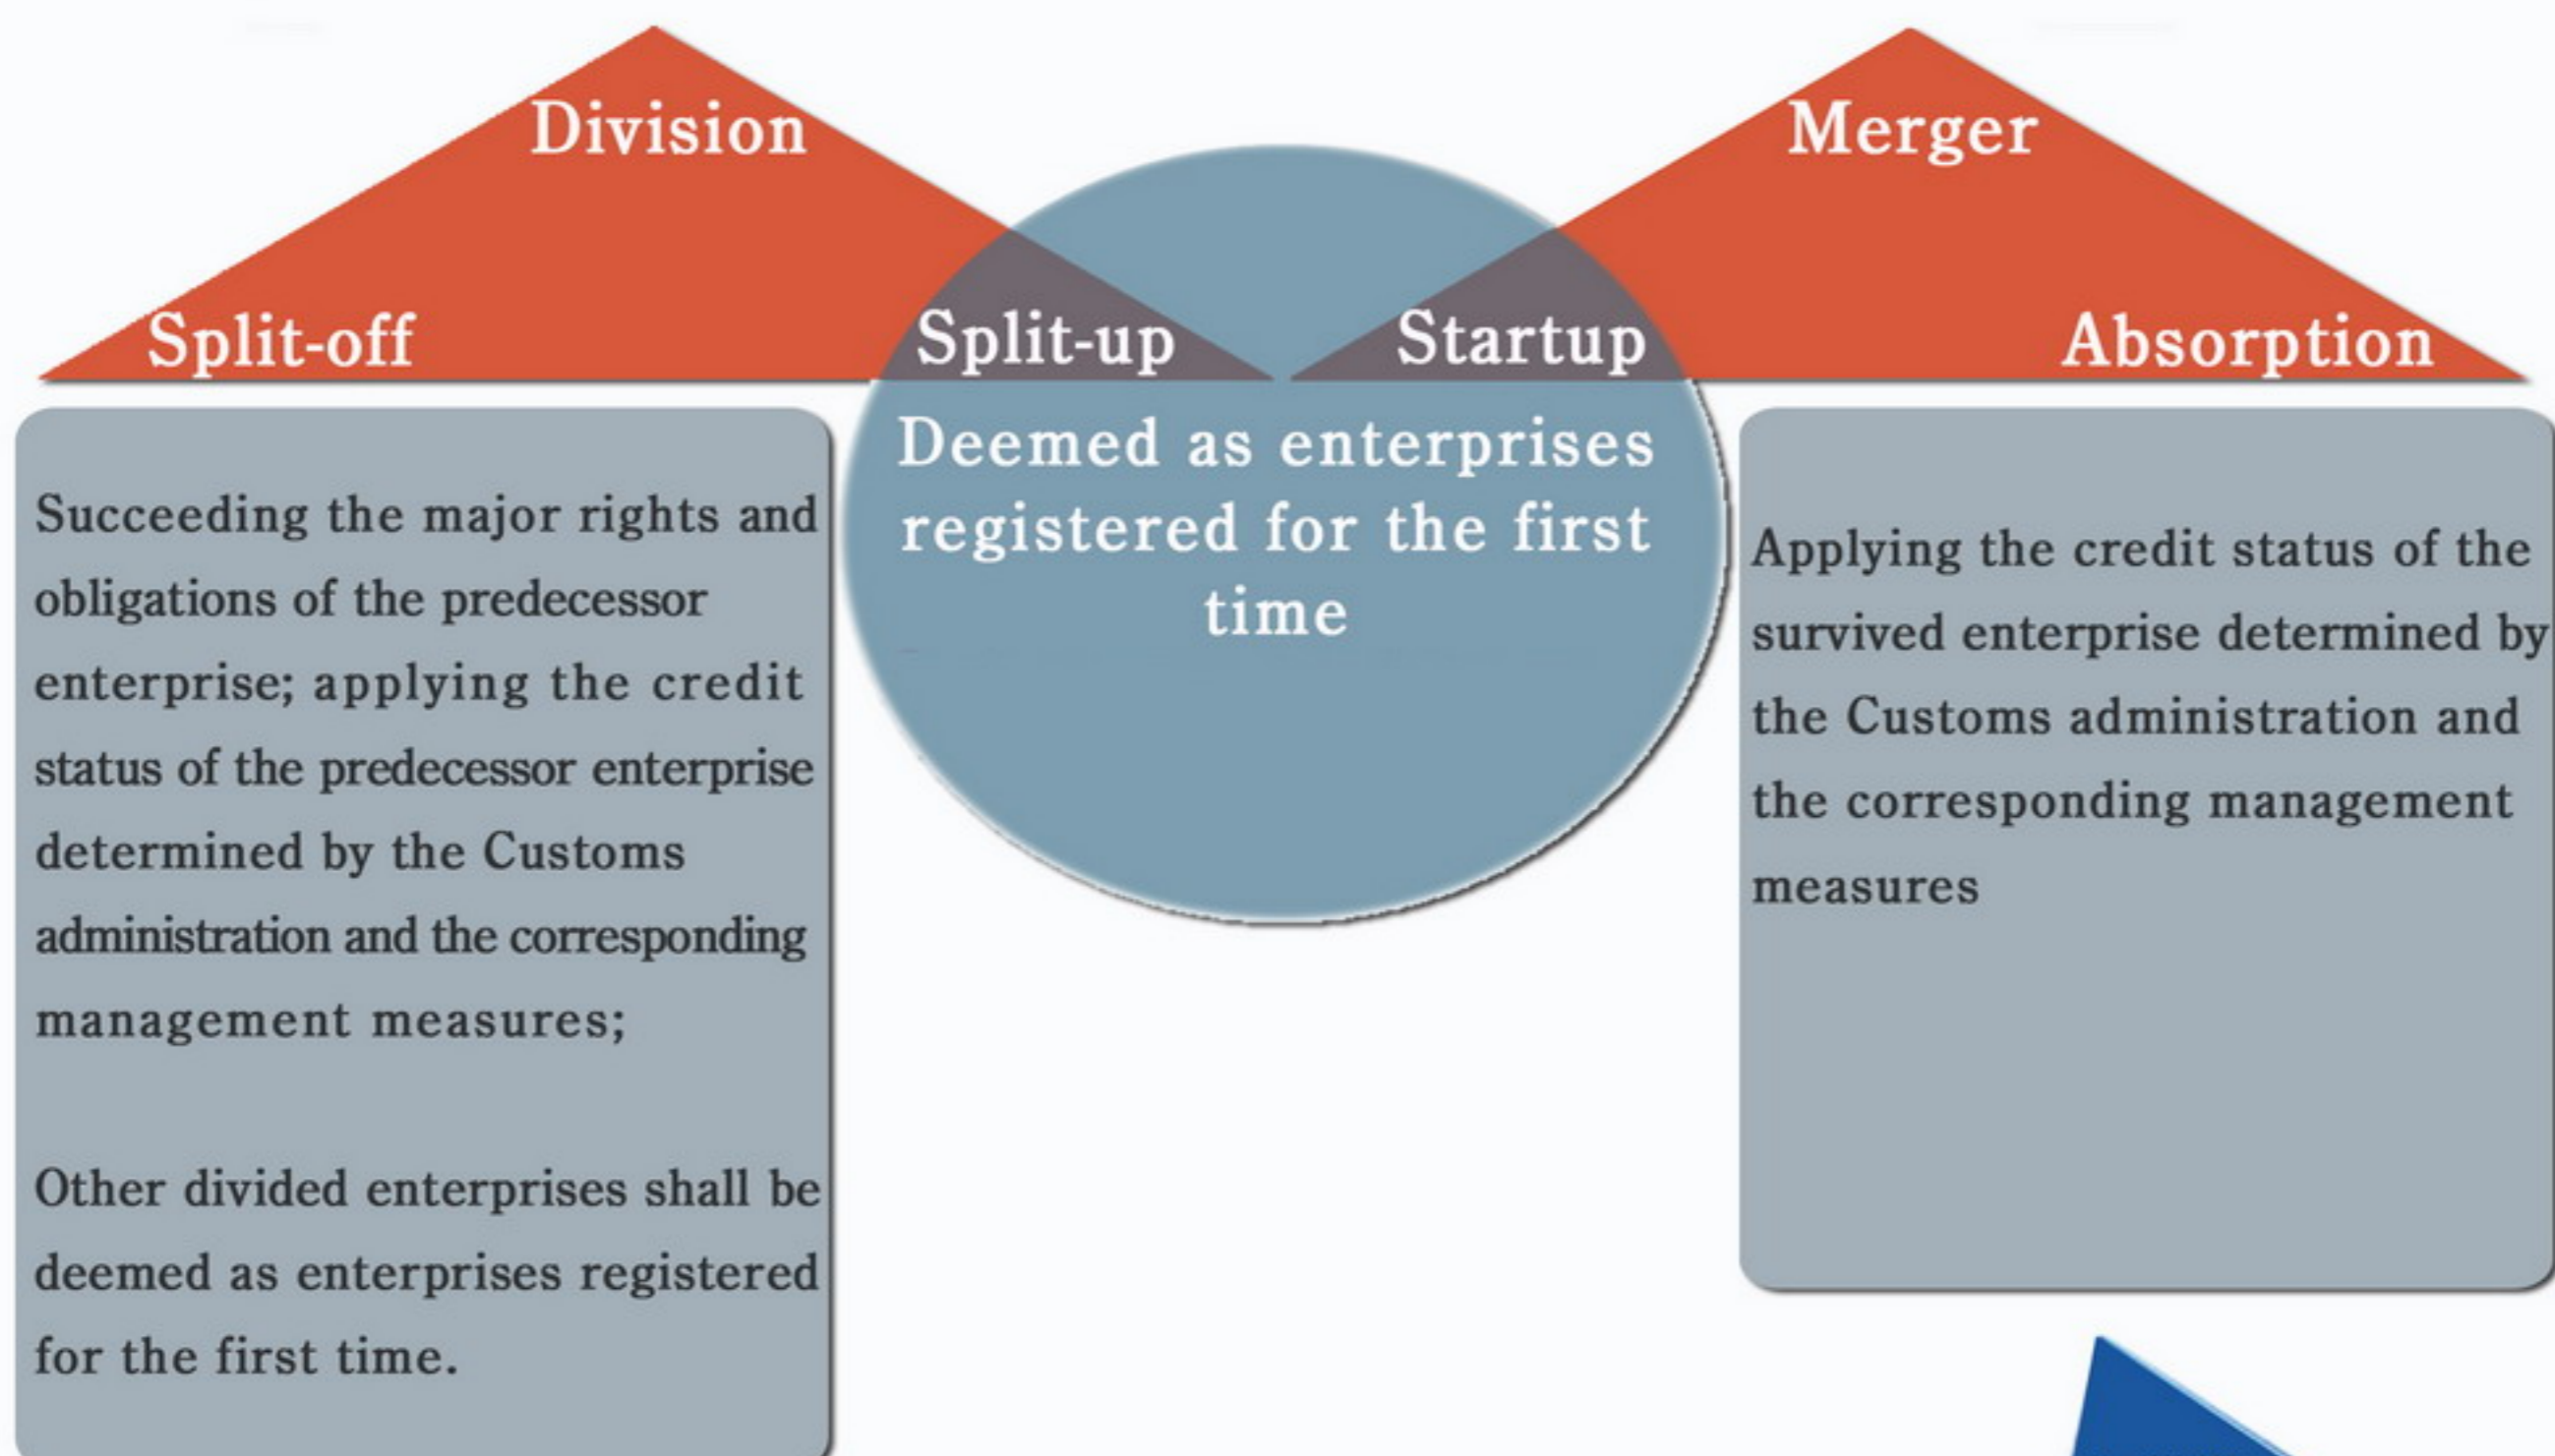 Division
Merger
Split-off
Split-up
Startup
Absorption
Succeeding the major rights and
obligations of the predecessor
enterprise; applying the credit
status of the predecessor enterprise
determined by the Customs
administration and the corresponding
management measures;
Other divided enterprises shall be
deemed as enterprises registered
for the first time.
Deemed as enterprises
registered for the first
time
Applying the credit status of the
survived enterprise determined by
the Customs administration and
the corresponding management
measures